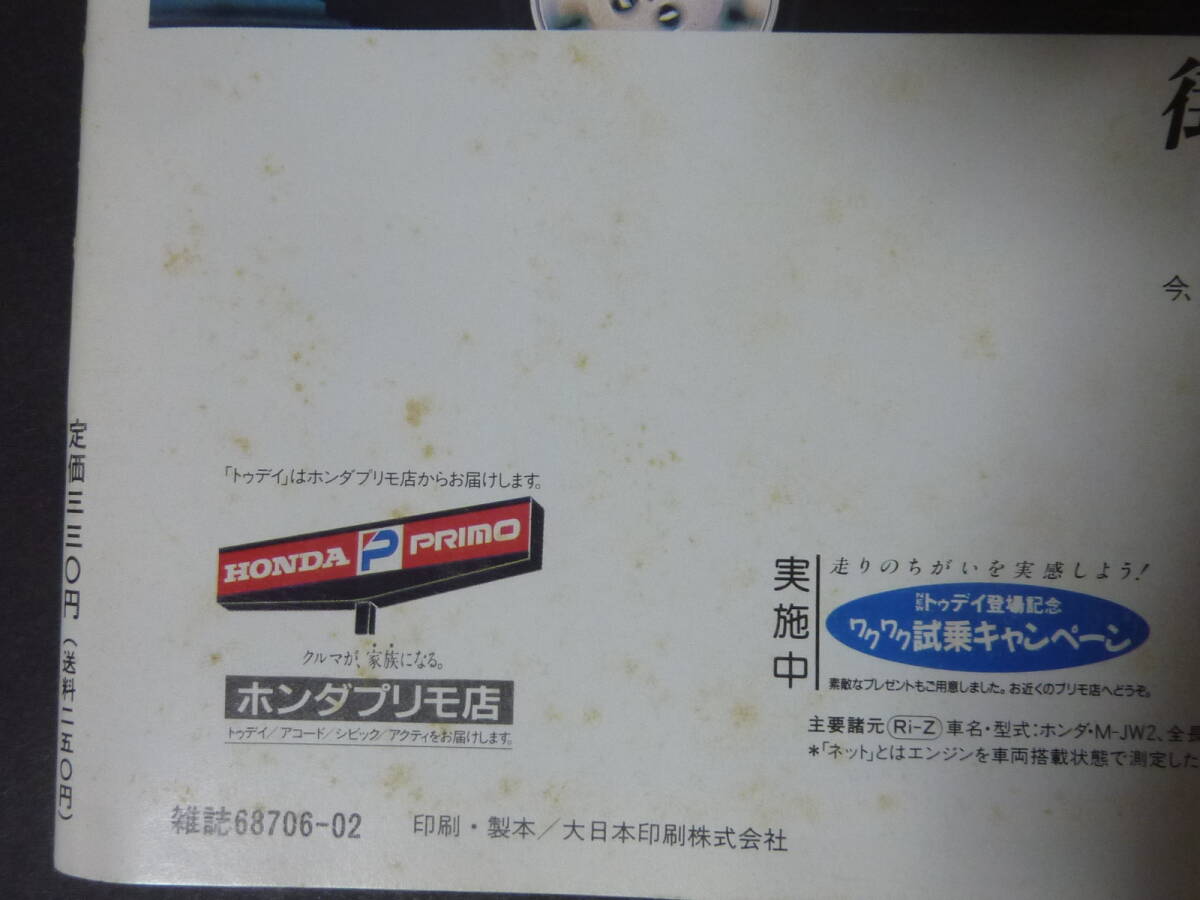 今、
定価三三〇円(送料二五〇円)
「トゥデイ」はホンダプリモ店からお届けします。
HONDA P PRIMO
クルマが、家族になる。
ホンダプリモ店
トゥデイ/アコード/シビック/アクティをお届けします。
実施中
走りのちがいを実感しよう!
NEWトゥデイ登場記念
ワクワク試乗キャンペーン
素敵なプレゼントもご用意しました。お近くのプリモ店へどうぞ。
主要諸元 Ri-Z 車名・型式:ホンダ・M-JW2、全長
*「ネット」とはエンジンを車両搭載状態で測定した
雑誌68706-02 印刷・製本/大日本印刷株式会社